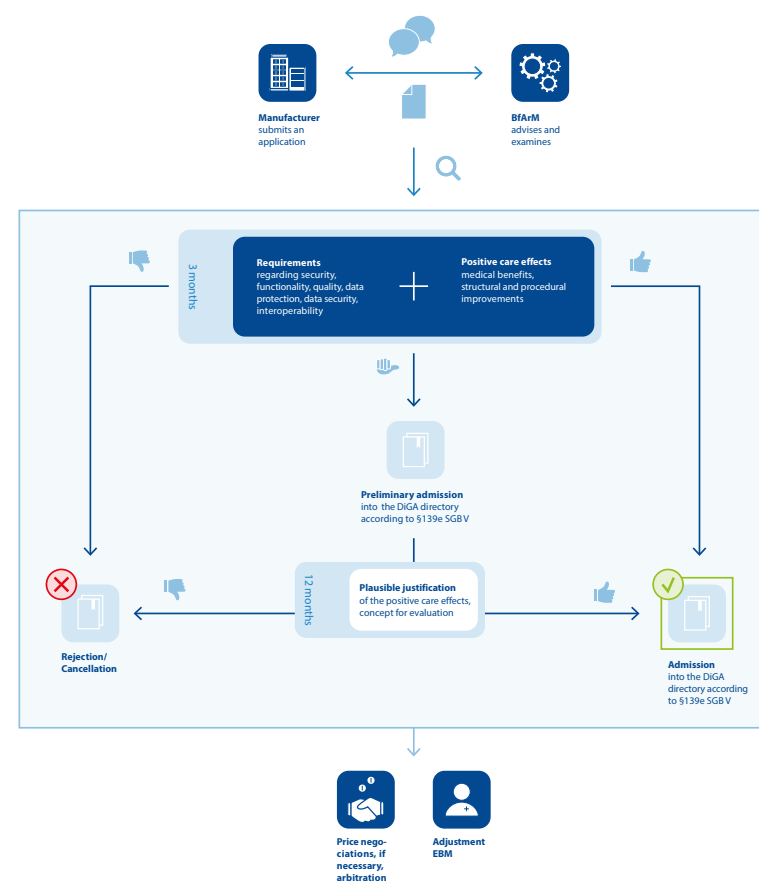 Manufacturer
submits an
application
BfArM
advises and
examines
3 months
Requirements
regarding security,
functionality, quality, data
protection, data security,
interoperability
Positive care effects
medical benefits,
structural and procedural
improvements
Preliminary admission
into the DiGA directory
according to §139e SGB V
12 months
Plausible justification
of the positive care effects,
concept for evaluation
Rejection/
Cancellation
Admission
into the DiGA
directory according
to §139e SGB V
Price nego-
ciations, if
necessary,
arbitration
Adjustment
EBM